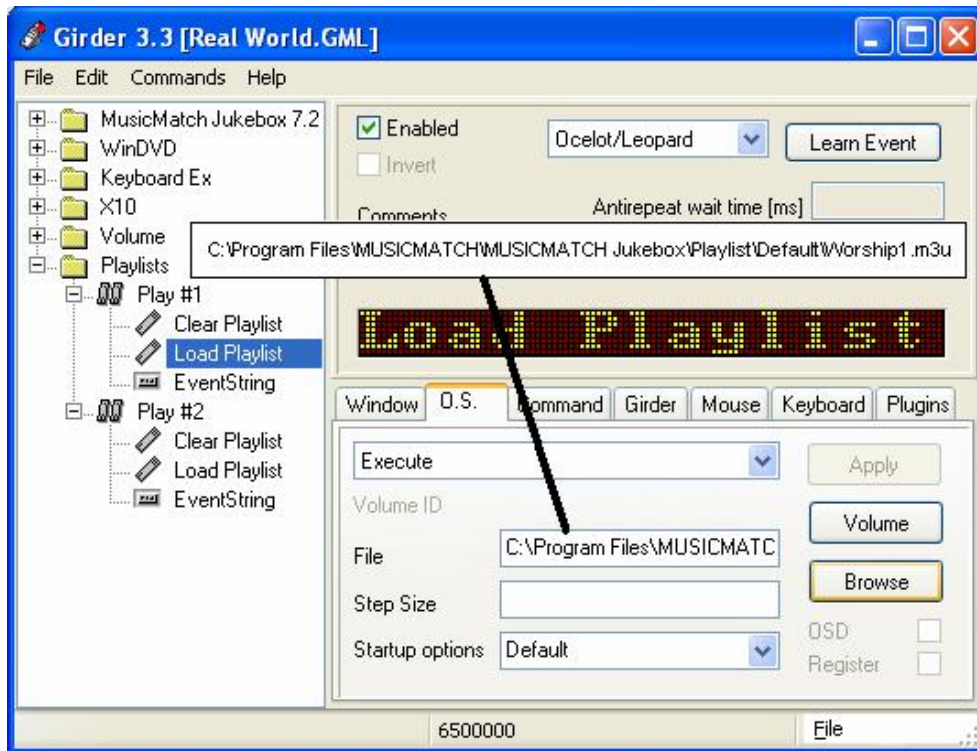 Girder 3.3 [Real World.GML]
File Edit Commands Help
MusicMatch Jukebox 7.2
WinDVD
Keyboard Ex
X10
Volume
Playlists
Play #1
Clear Playlist
Load Playlist
EventString
Play #2
Clear Playlist
Load Playlist
EventString
Enabled
Invert
Ocelot/Leopard
Learn Event
Comments
Antirepeat wait time [ms]
C:\Program Files\MUSICMATCH\MUSICMATCH Jukebox\Playlist\Default\Worship1.m3u
Load Playlist
Window O.S. Command Girder Mouse Keyboard Plugins
Execute
Apply
Volume ID
Volume
File
C:\Program Files\MUSICMATC
Browse
Step Size
OSD
Startup options
Default
Register
6500000
File